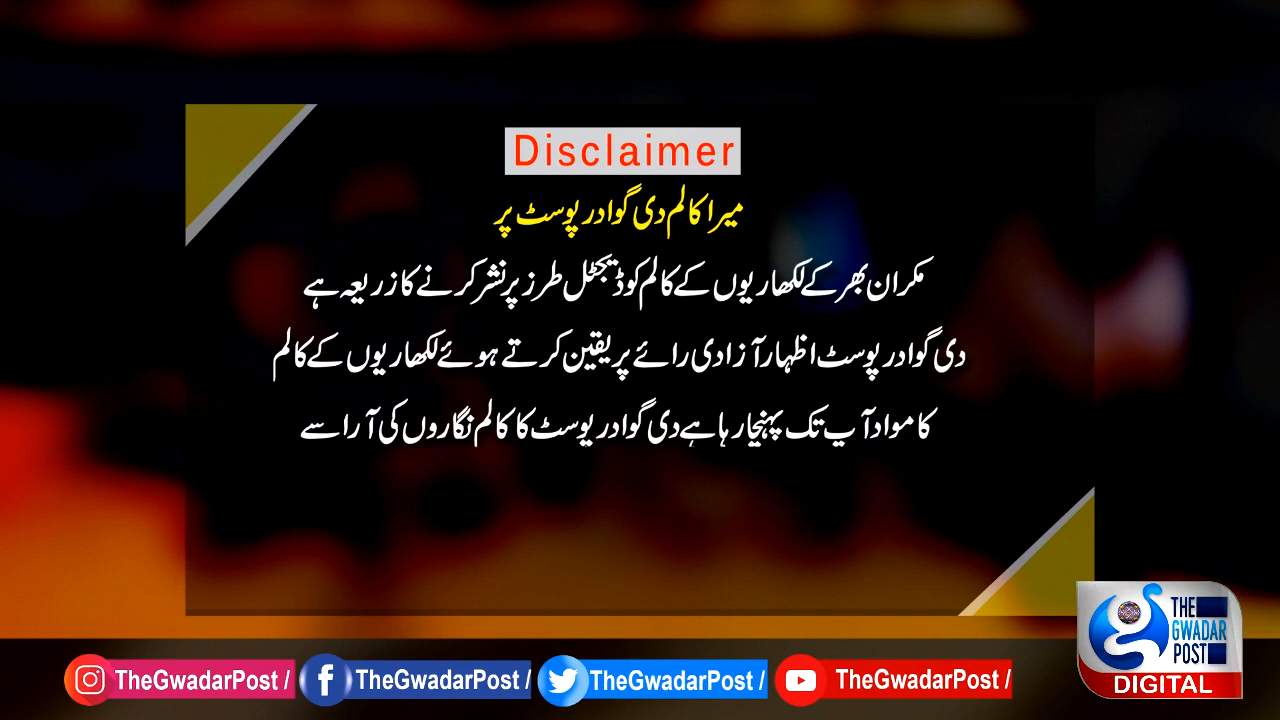 Disclaimer
میرا کالم دی گوادر پوسٹ پر
مکران بھر کے لکھاریوں کے کالم کو ڈیجٹل طرز پر نشر کرنے کا زریعہ ہے
دی گوادر پوسٹ اظہار آزادی رائے پر یقین کرتے ہوئے لکھاریوں کے کالم
کا مواد آپ تک پہنچا رہا ہے دی گوادر پوسٹ کا کالم نگاروں کی آرا سے
THE
GWADAR
POST
DIGITAL
TheGwadarPost /
TheGwadarPost /
TheGwadarPost /
TheGwadarPost /